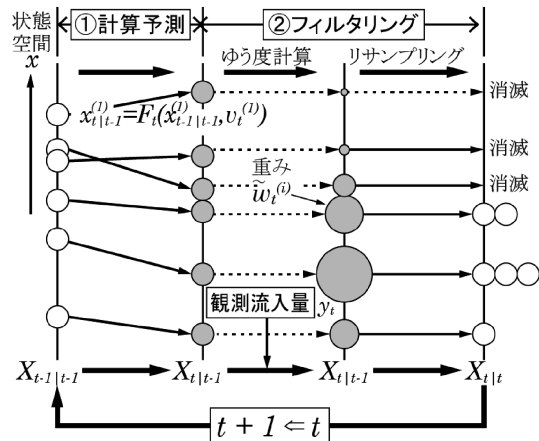 状態
空間
x
①計算予測
②フィルタリング
ゆう度計算
リサンプリング
x_{t|t-1}^{(1)}=F_t(x_{t-1|t-1}^{(1)},v_t^{(1)})
消滅
消滅
重み
消滅
w̃_t^{(i)}
観測流入量 y_t
X_{t-1|t-1}
X_{t|t-1}
X_{t|t-1}
X_{t|t}
t + 1 ⇐ t